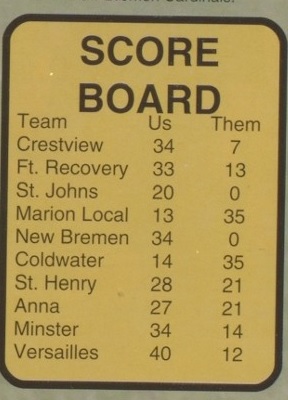 Bremen Cardinals.
SCORE
BOARD
Team Us Them
Crestview 34 7
Ft. Recovery 33 13
St. Johns 20 0
Marion Local 13 35
New Bremen 34 0
Coldwater 14 35
St. Henry 28 21
Anna 27 21
Minster 34 14
Versailles 40 12